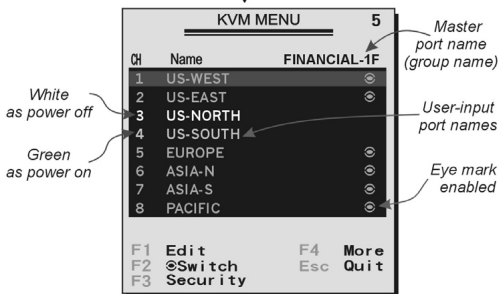 KVM MENU 5
CH Name FINANCIAL-1F
1 US-WEST
2 US-EAST
3 US-NORTH
4 US-SOUTH
5 EUROPE
6 ASIA-N
7 ASIA-S
8 PACIFIC
F1 Edit F4 More
F2 Switch Esc Quit
F3 Security
Master
port name
(group name)
White
as power off
Green
as power on
User-input
port names
Eye mark
enabled